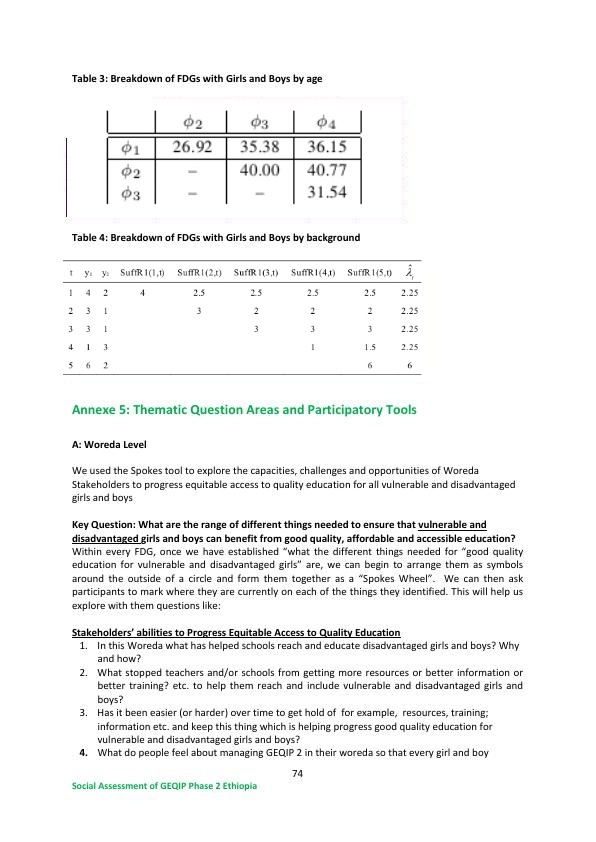 Table 3: Breakdown of FDGs with Girls and Boys by age
ϕ2 ϕ3 ϕ4
ϕ1 26.92 35.38 36.15
ϕ2 – 40.00 40.77
ϕ3 – – 31.54
Table 4: Breakdown of FDGs with Girls and Boys by background
t y₁ y₂ SuffR1(1,t) SuffR1(2,t) SuffR1(3,t) SuffR1(4,t) SuffR1(5,t) λ̂ₜ
1 4 2 4 2.5 2.5 2.5 2.5 2.25
2 3 1 3 2 2 2 2.25
3 3 1 3 3 3 2.25
4 1 3 1 1.5 2.25
5 6 2 6 6
Annexe 5: Thematic Question Areas and Participatory Tools
A: Woreda Level
We used the Spokes tool to explore the capacities, challenges and opportunities of Woreda
Stakeholders to progress equitable access to quality education for all vulnerable and disadvantaged
girls and boys
Key Question: What are the range of different things needed to ensure that vulnerable and
disadvantaged girls and boys can benefit from good quality, affordable and accessible education?
Within every FDG, once we have established “what the different things needed for “good quality
education for vulnerable and disadvantaged girls” are, we can begin to arrange them as symbols
around the outside of a circle and form them together as a “Spokes Wheel”. We can then ask
participants to mark where they are currently on each of the things they identified. This will help us
explore with them questions like:
Stakeholders’ abilities to Progress Equitable Access to Quality Education
1. In this Woreda what has helped schools reach and educate disadvantaged girls and boys? Why
and how?
2. What stopped teachers and/or schools from getting more resources or better information or
better training? etc. to help them reach and include vulnerable and disadvantaged girls and
boys?
3. Has it been easier (or harder) over time to get hold of for example, resources, training;
information etc. and keep this thing which is helping progress good quality education for
vulnerable and disadvantaged girls and boys?
4. What do people feel about managing GEQIP 2 in their woreda so that every girl and boy
74
Social Assessment of GEQIP Phase 2 Ethiopia